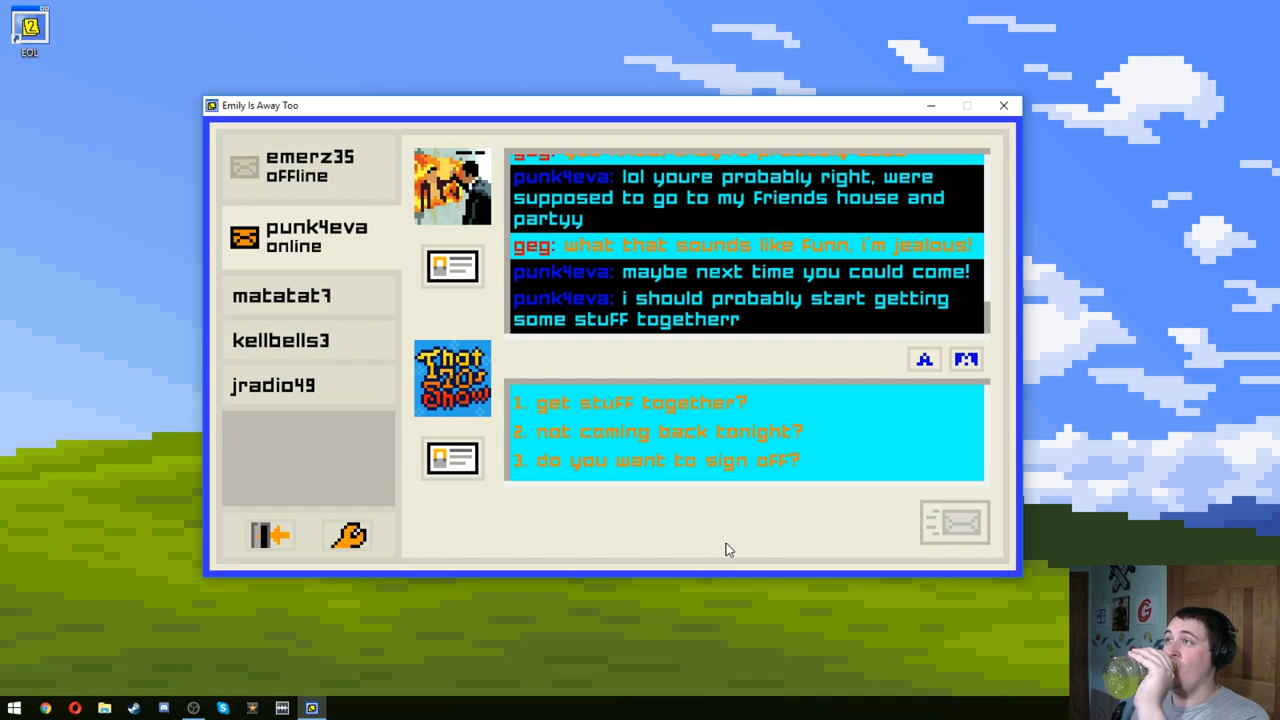 EOL
Emily Is Away Too
emerz35
offline
punk4eva
online
matatat7
kellbells3
jradio49
punk4eva: lol youre probably right, were
supposed to go to my friends house and
partyy
geg: what that sounds like funn, i'm jealous!
punk4eva: maybe next time you could come!
punk4eva: i should probably start getting
some stuff togetherr
That
70s
Show
A
1. get stuff together?
2. not coming back tonight?
3. do you want to sign off?